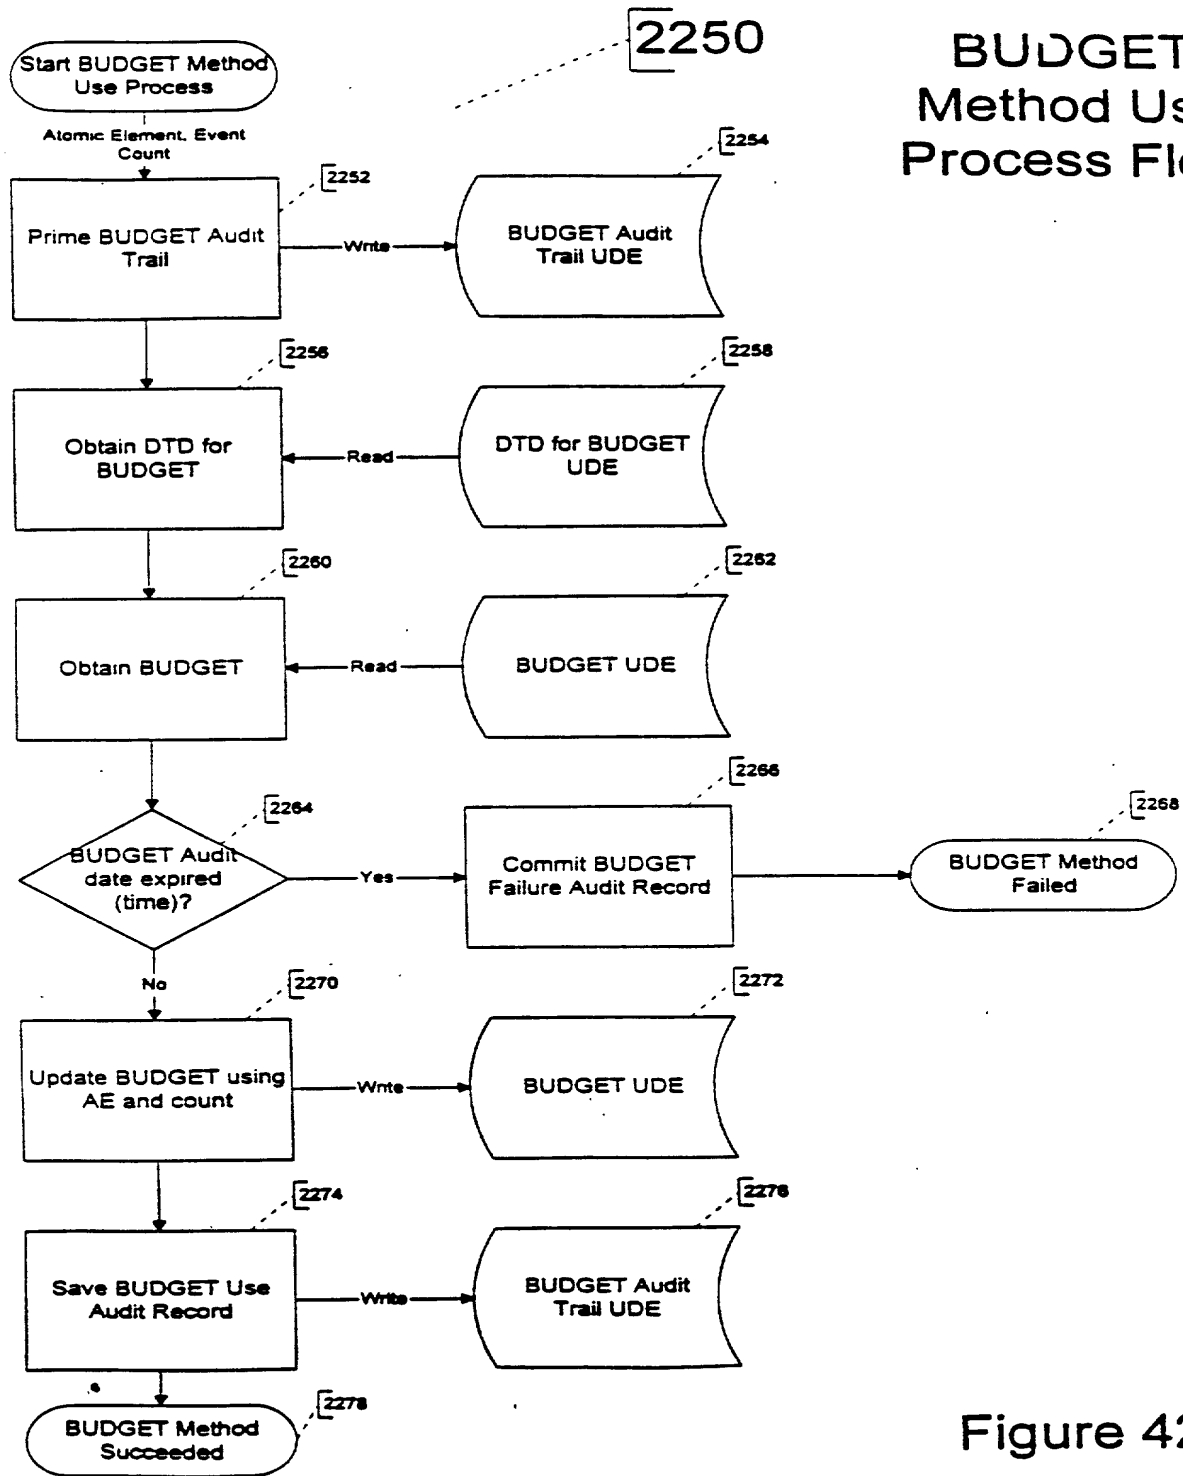 2250
BUDGET
Method Us
Process Flo
Start BUDGET Method
Use Process
Atomic Element, Event
Count
2252
2254
Prime BUDGET Audit
Trail
Write
BUDGET Audit
Trail UDE
2256
2258
Obtain DTD for
BUDGET
Read
DTD for BUDGET
UDE
2260
2262
Obtain BUDGET
Read
BUDGET UDE
2264
2266
2268
BUDGET Audit
date expired
(time)?
Yes
Commit BUDGET
Failure Audit Record
BUDGET Method
Failed
No
2270
2272
Update BUDGET using
AE and count
Write
BUDGET UDE
2274
2276
Save BUDGET Use
Audit Record
Write
BUDGET Audit
Trail UDE
2278
BUDGET Method
Succeeded
Figure 42